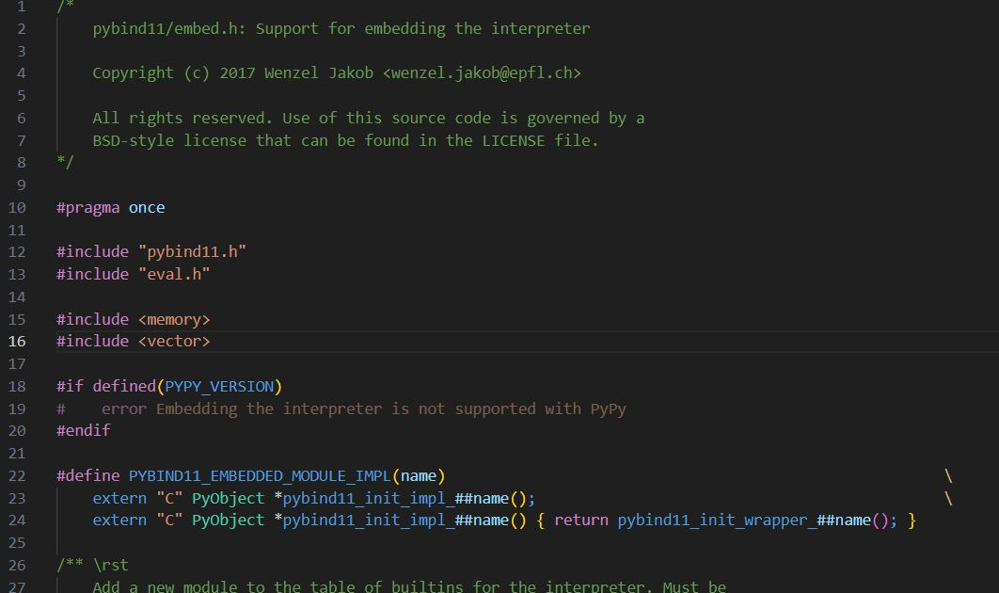 1 /*
2 pybind11/embed.h: Support for embedding the interpreter
3
4 Copyright (c) 2017 Wenzel Jakob <wenzel.jakob@epfl.ch>
5
6 All rights reserved. Use of this source code is governed by a
7 BSD-style license that can be found in the LICENSE file.
8 */
9
10 #pragma once
11
12 #include "pybind11.h"
13 #include "eval.h"
14
15 #include <memory>
16 #include <vector>
17
18 #if defined(PYPY_VERSION)
19 #    error Embedding the interpreter is not supported with PyPy
20 #endif
21
22 #define PYBIND11_EMBEDDED_MODULE_IMPL(name) \
23 extern "C" PyObject *pybind11_init_impl_##name(); \
24 extern "C" PyObject *pybind11_init_impl_##name() { return pybind11_init_wrapper_##name(); }
25
26 /** \rst
27 Add a new module to the table of builtins for the interpreter. Must be